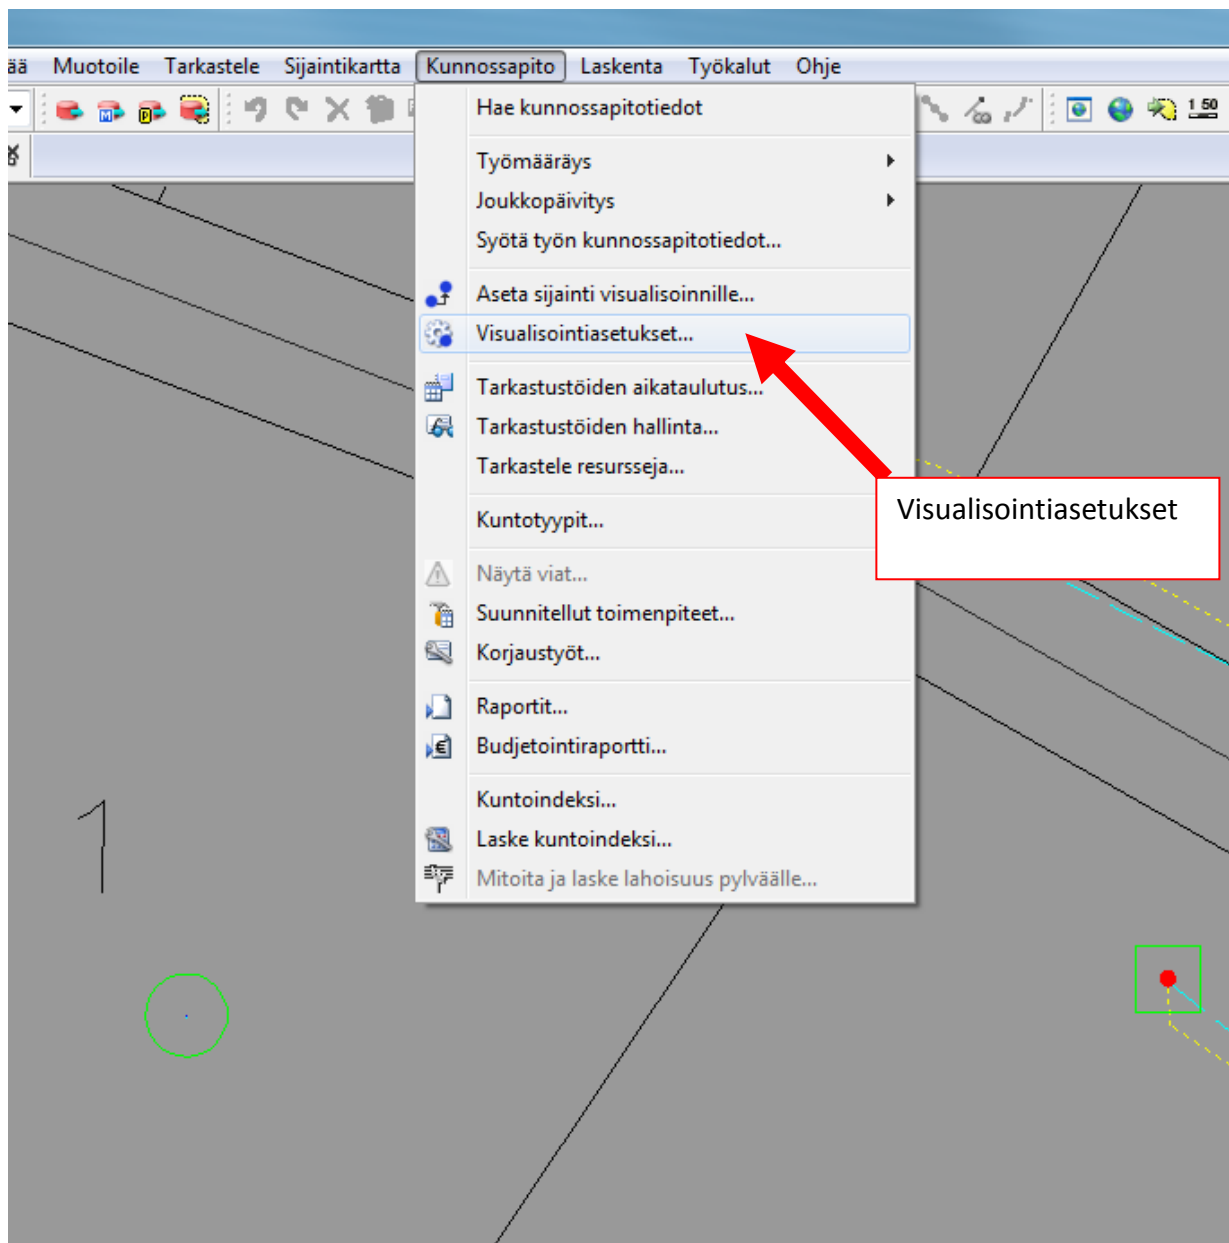 ää Muotoile Tarkastele Sijaintikartta Kunnossapito Laskenta Työkalut Ohje
M P 1 50
Hae kunnossapitotiedot
Työmääräys
Joukkopäivitys
Syötä työn kunnossapitotiedot...
Aseta sijainti visualisoinnille...
Visualisointiasetukset...
Tarkastustöiden aikataulutus...
Tarkastustöiden hallinta...
Tarkastele resursseja...
Visualisointiasetukset
Kuntotyypit...
Näytä viat...
Suunnitellut toimenpiteet...
Korjaustyöt...
Raportit...
Budjetointiraportti...
Kuntoindeksi...
Laske kuntoindeksi...
Mitoita ja laske lahoisuus pylväälle...
1